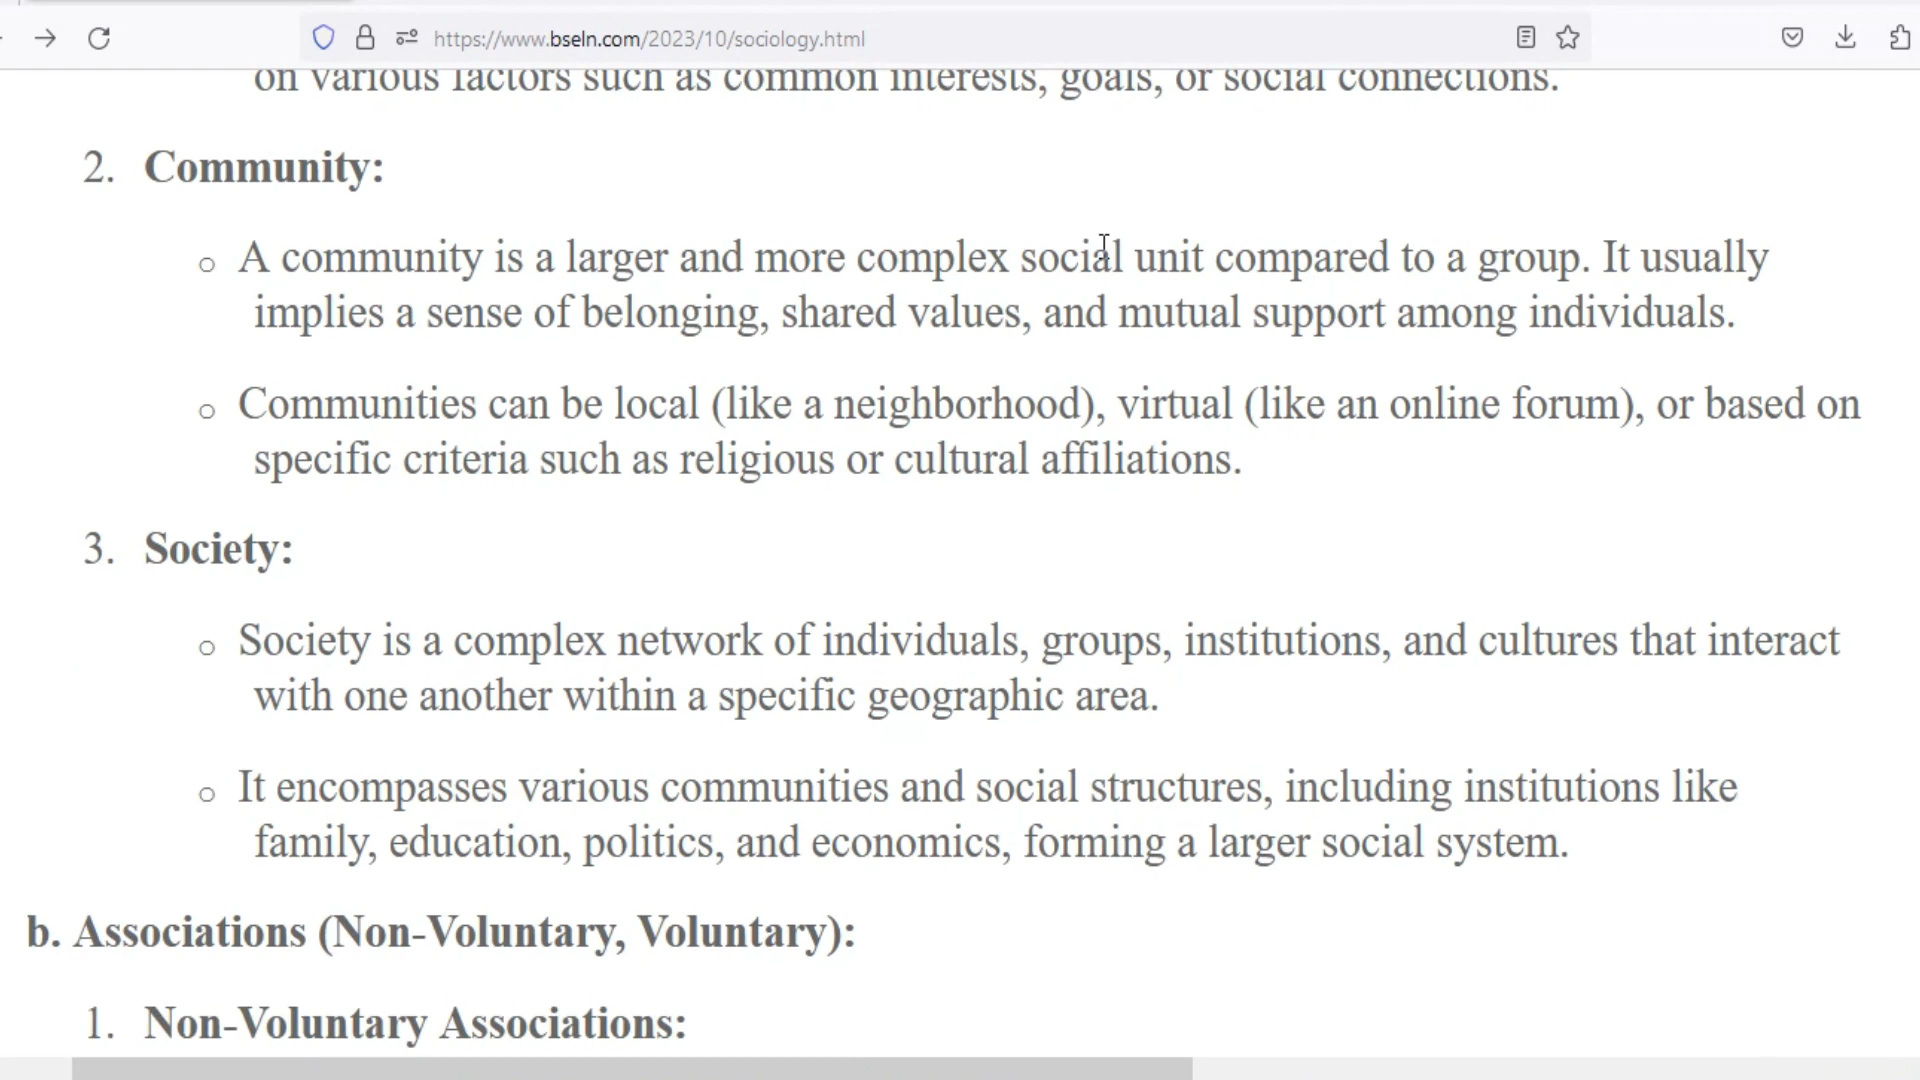 https://www.bseln.com/2023/10/sociology.html
on various factors such as common interests, goals, or social connections.
2. Community:
o A community is a larger and more complex social unit compared to a group. It usually
implies a sense of belonging, shared values, and mutual support among individuals.
o Communities can be local (like a neighborhood), virtual (like an online forum), or based on
specific criteria such as religious or cultural affiliations.
3. Society:
o Society is a complex network of individuals, groups, institutions, and cultures that interact
with one another within a specific geographic area.
o It encompasses various communities and social structures, including institutions like
family, education, politics, and economics, forming a larger social system.
b. Associations (Non-Voluntary, Voluntary):
1. Non-Voluntary Associations: